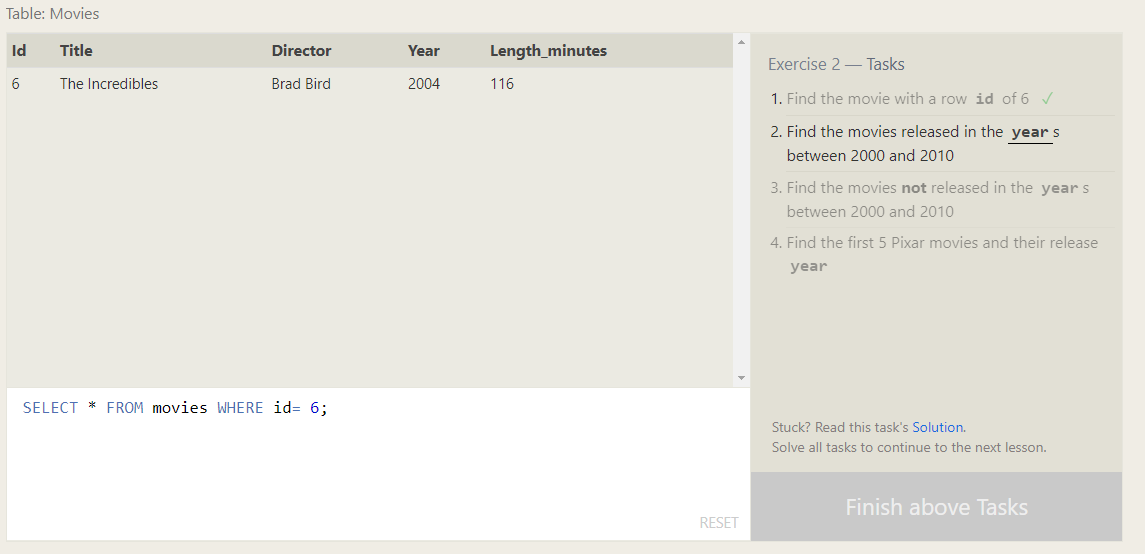 Table: Movies
Id Title Director Year Length_minutes
6 The Incredibles Brad Bird 2004 116
SELECT * FROM movies WHERE id= 6;
RESET
Exercise 2 — Tasks
1. Find the movie with a row id of 6 ✓
2. Find the movies released in the year s
between 2000 and 2010
3. Find the movies not released in the year s
between 2000 and 2010
4. Find the first 5 Pixar movies and their release
year
Stuck? Read this task's Solution.
Solve all tasks to continue to the next lesson.
Finish above Tasks